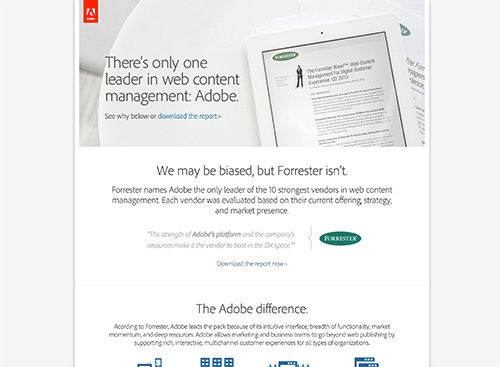 Adobe
There's only one
leader in web content
management: Adobe.
See why below or download the report ›
FORRESTER
The Forrester Wave™: Web Content
Management For Digital Customer
Experience, Q2 2013
We may be biased, but Forrester isn't.
Forrester names Adobe the only leader of the 10 strongest vendors in web content
management. Each vendor was evaluated based on their current offering, strategy,
and market presence.
"The strength of Adobe's platform and the company's
resources make it the vendor to beat in the DX space."
FORRESTER
Download the report now ›
The Adobe difference.
According to Forrester, Adobe leads the pack because of its intuitive interface, breadth of functionality, market
momentum, and deep resources. Adobe allows marketing and business teams to go beyond web publishing by
supporting rich, interactive, multichannel customer experiences for all types of organizations.